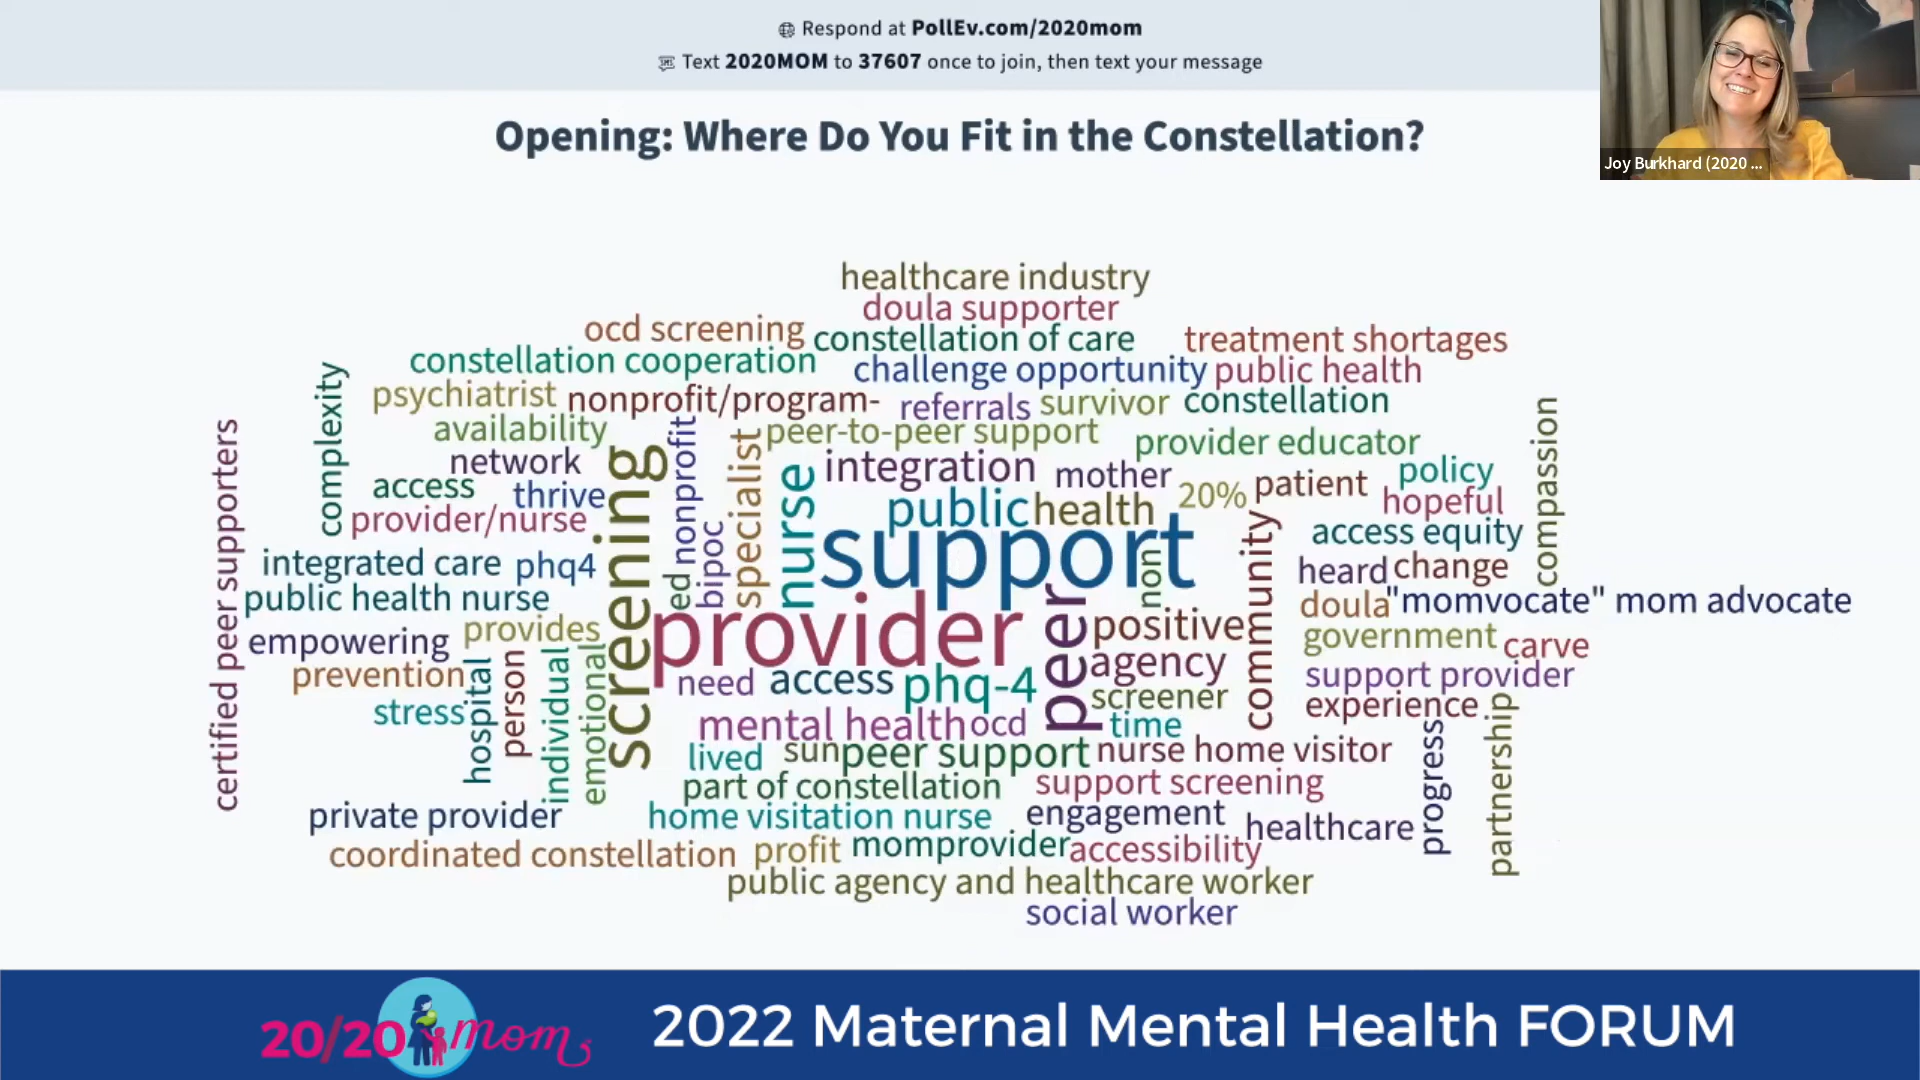 Respond at PollEv.com/2020mom
Text 2020MOM to 37607 once to join, then text your message
Joy Burkhard (2020 ...
Opening: Where Do You Fit in the Constellation?
healthcare industry
doula supporter
ocd screening
constellation of care
treatment shortages
constellation cooperation
challenge opportunity
public health
complexity
psychiatrist
nonprofit/program-
referrals
survivor
constellation
compassion
certified peer supporters
availability
screening
nonprofit
specialist
peer-to-peer support
provider educator
network
nurse
integration
mother
policy
access
thrive
20%
patient
hopeful
provider/nurse
bipoc
public
health
community
access equity
support
integrated care
phq4
ed
non
heard
change
public health nurse
doula
"momvocate" mom advocate
provider
peer
empowering
provides
positive
government
carve
prevention
hospital
person
individual
emotional
need
access
phq-4
agency
support provider
screener
experience
stress
mental health
ocd
time
progress
partnership
lived
sun
peer support
nurse home visitor
part of constellation
support screening
private provider
home visitation nurse
engagement
healthcare
coordinated constellation
profit
momprovider
accessibility
public agency and healthcare worker
social worker
20/20 mom
2022 Maternal Mental Health FORUM